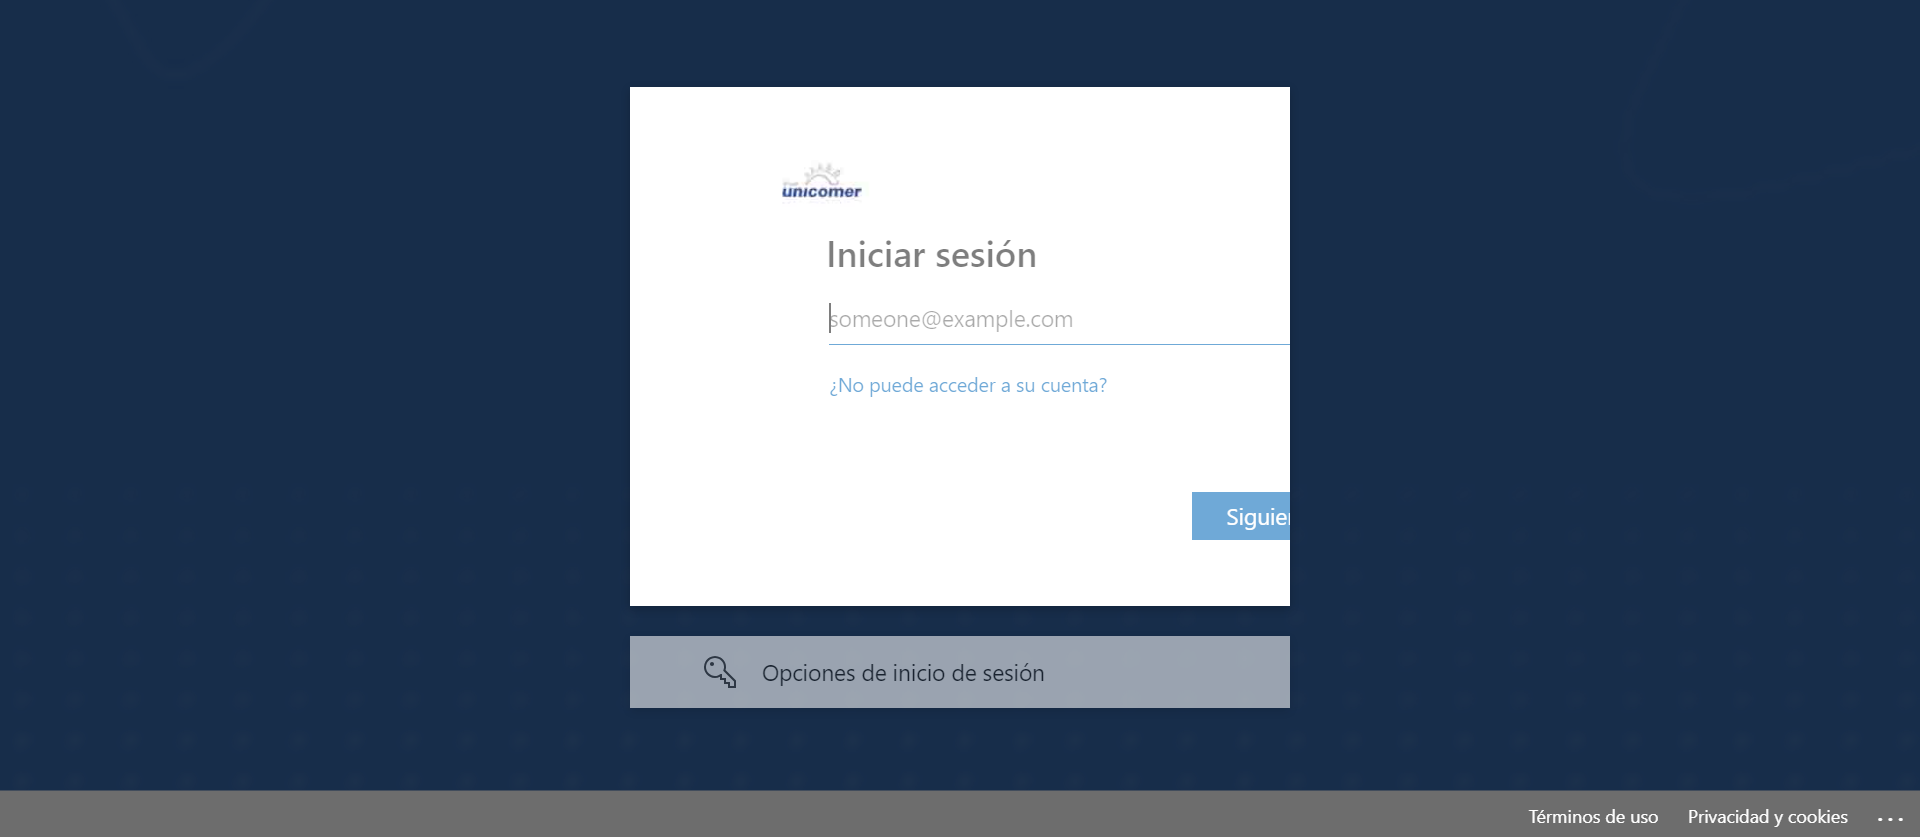 unicomer
Iniciar sesión
someone@example.com
¿No puede acceder a su cuenta?
Siguier
Opciones de inicio de sesión
Términos de uso
Privacidad y cookies
...